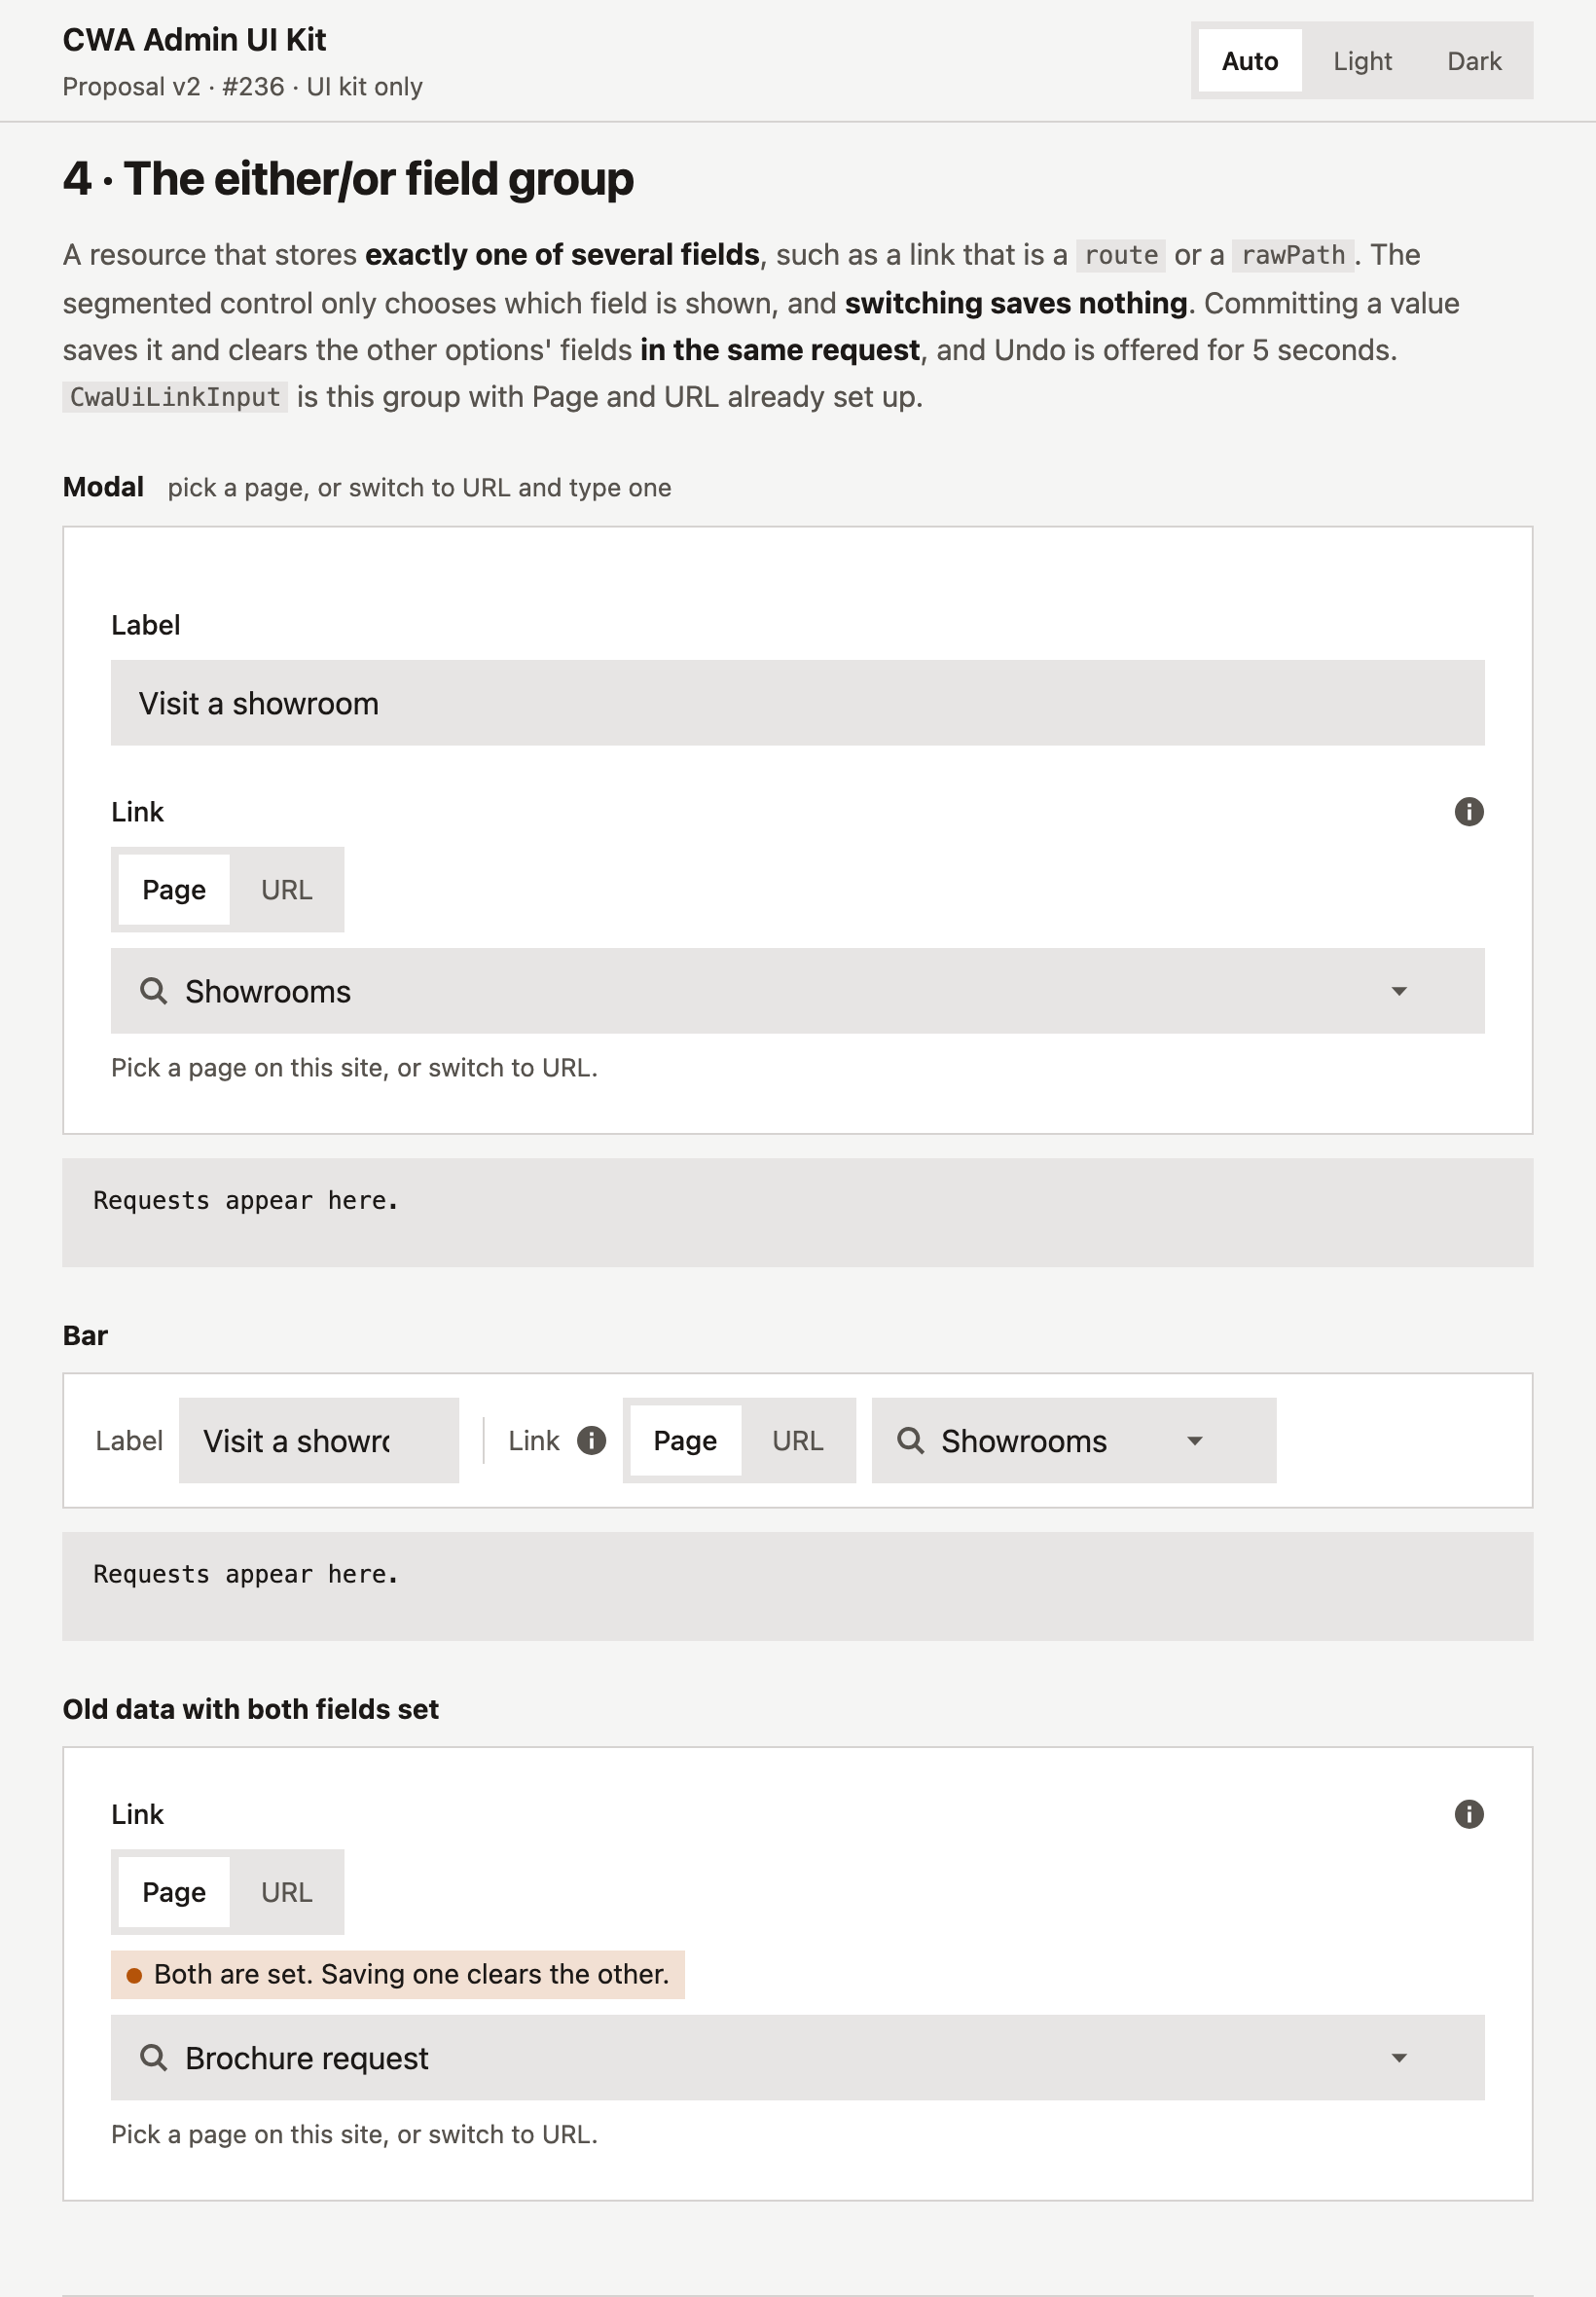 CWA Admin UI Kit
Proposal v2 · #236 · UI kit only
Auto Light Dark
4 · The either/or field group
A resource that stores exactly one of several fields, such as a link that is a route or a rawPath. The
segmented control only chooses which field is shown, and switching saves nothing. Committing a value
saves it and clears the other options' fields in the same request, and Undo is offered for 5 seconds.
CwaUiLinkInput is this group with Page and URL already set up.
Modal pick a page, or switch to URL and type one
Label
Visit a showroom
Link
Page URL
Showrooms
Pick a page on this site, or switch to URL.
Requests appear here.
Bar
Label Visit a showro Link Page URL Showrooms
Requests appear here.
Old data with both fields set
Link
Page URL
Both are set. Saving one clears the other.
Brochure request
Pick a page on this site, or switch to URL.